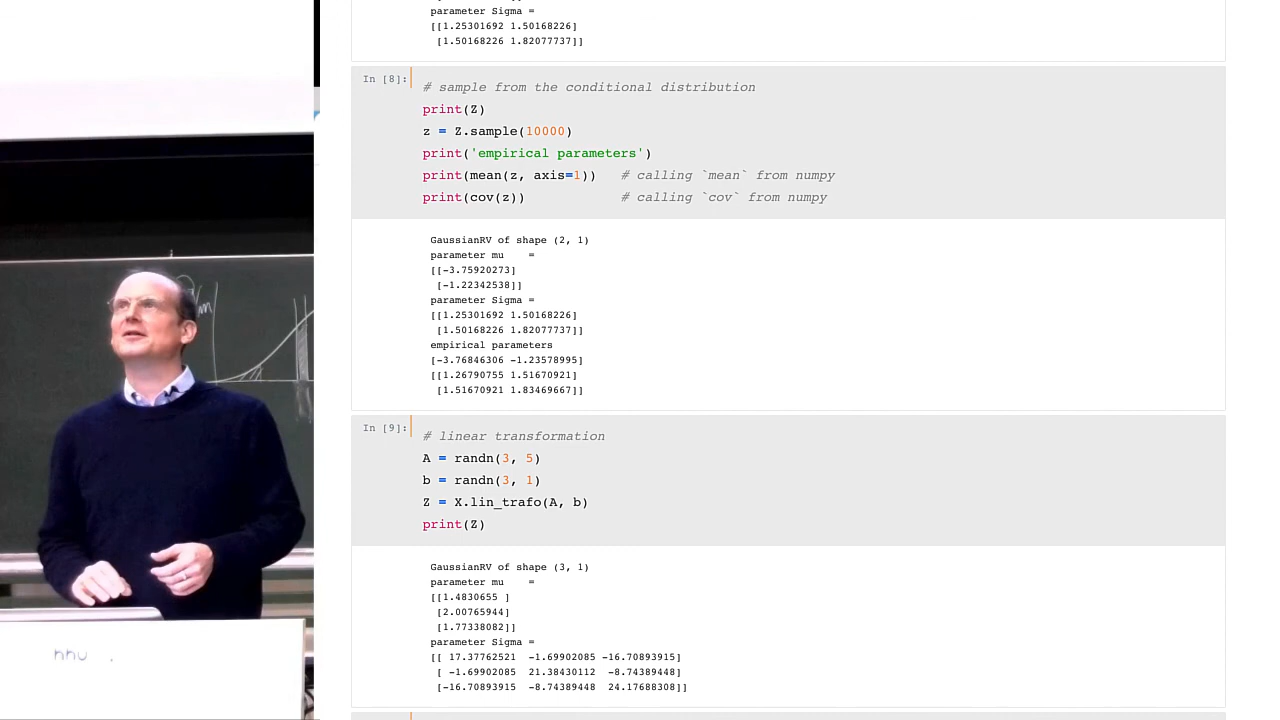 parameter Sigma =
[[1.25301692 1.50168226]
[1.50168226 1.82077737]]
In [8]:
# sample from the conditional distribution
print(Z)
z = Z.sample(10000)
print('empirical parameters')
print(mean(z, axis=1))   # calling `mean` from numpy
print(cov(z))            # calling `cov` from numpy
GaussianRV of shape (2, 1)
parameter mu    =
[[-3.75920273]
[-1.22342538]]
parameter Sigma =
[[1.25301692 1.50168226]
[1.50168226 1.82077737]]
empirical parameters
[-3.76846306 -1.23578995]
[[1.26790755 1.51670921]
[1.51670921 1.83469667]]
In [9]:
# linear transformation
A = randn(3, 5)
b = randn(3, 1)
Z = X.lin_trafo(A, b)
print(Z)
GaussianRV of shape (3, 1)
parameter mu    =
[[1.4830655 ]
[2.00765944]
[1.77338082]]
parameter Sigma =
[[ 17.37762521  -1.69902085 -16.70893915]
[ -1.69902085  21.38430112  -8.74389448]
[-16.70893915  -8.74389448  24.17688308]]
hhu .